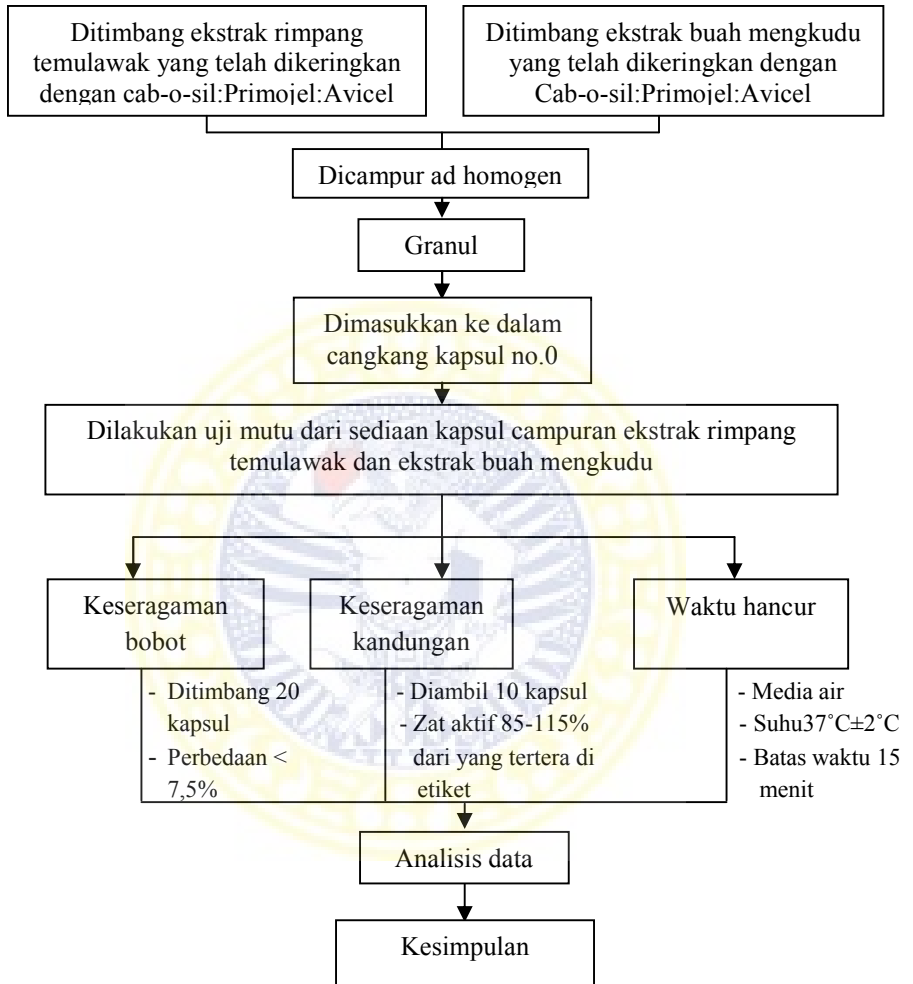 Ditimbang ekstrak rimpang
temulawak yang telah dikeringkan
dengan cab-o-sil:Primojel:Avicel
Ditimbang ekstrak buah mengkudu
yang telah dikeringkan dengan
Cab-o-sil:Primojel:Avicel
Dicampur ad homogen
Granul
Dimasukkan ke dalam
cangkang kapsul no.0
Dilakukan uji mutu dari sediaan kapsul campuran ekstrak rimpang
temulawak dan ekstrak buah mengkudu
Keseragaman
bobot
- Ditimbang 20
kapsul
- Perbedaan <
7,5%
Keseragaman
kandungan
- Diambil 10 kapsul
- Zat aktif 85-115%
dari yang tertera di
etiket
Waktu hancur
- Media air
- Suhu37˚C±2˚C
- Batas waktu 15
menit
Analisis data
Kesimpulan